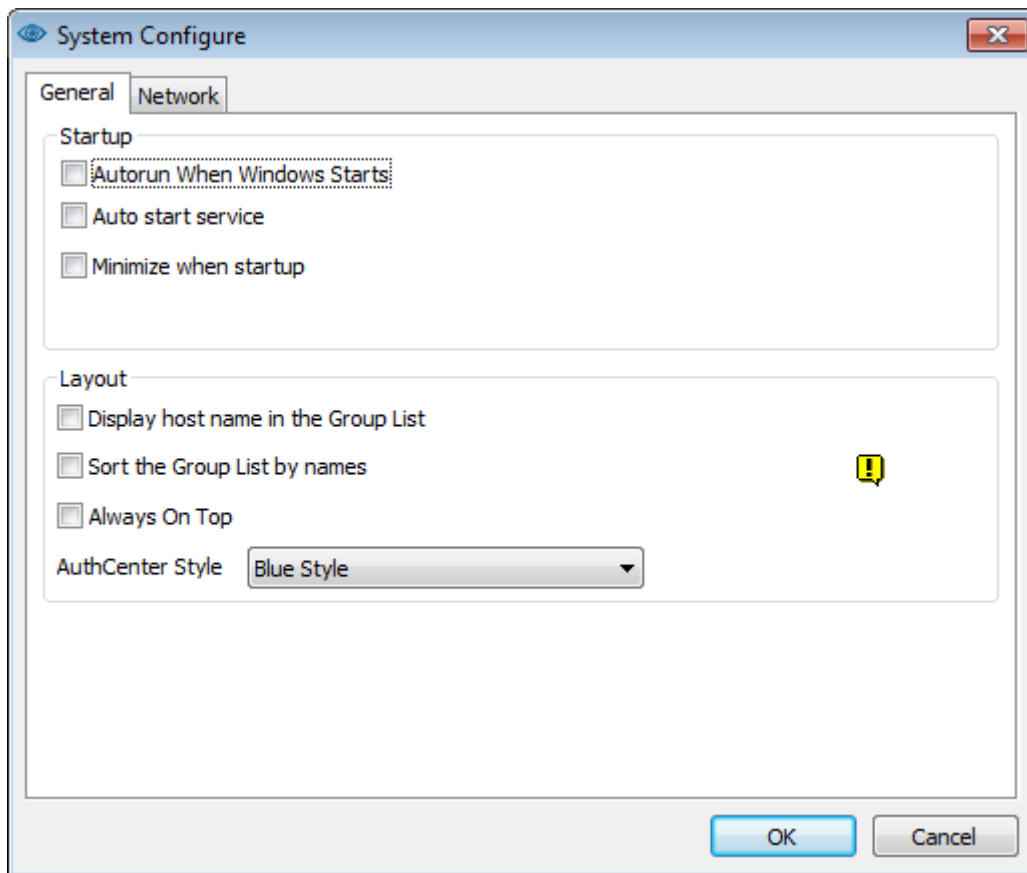 System Configure
General
Network
Startup
Autorun When Windows Starts
Auto start service
Minimize when startup
Layout
Display host name in the Group List
Sort the Group List by names
Always On Top
AuthCenter Style
Blue Style
OK
Cancel